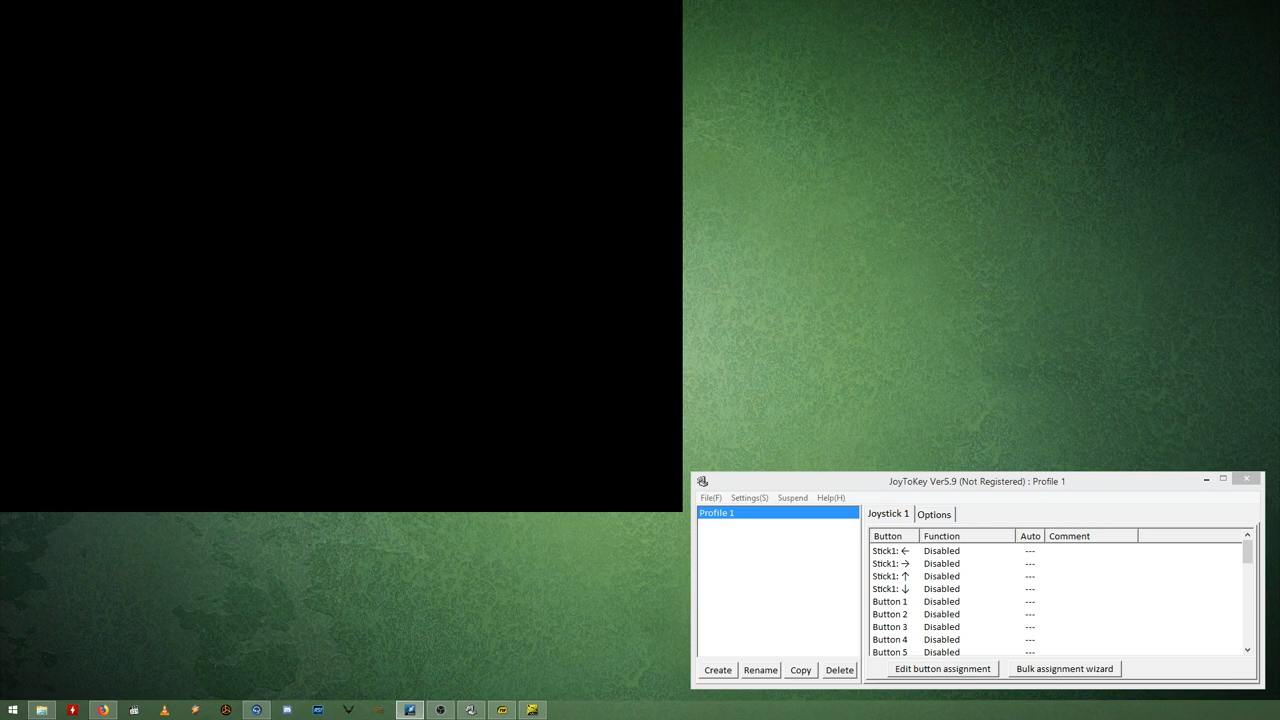 JoyToKey Ver5.9 (Not Registered) : Profile 1
File(F) Settings(S) Suspend Help(H)
Profile 1
Joystick 1 Options
Button Function Auto Comment
Stick1: ← Disabled ---
Stick1: → Disabled ---
Stick1: ↑ Disabled ---
Stick1: ↓ Disabled ---
Button 1 Disabled ---
Button 2 Disabled ---
Button 3 Disabled ---
Button 4 Disabled ---
Button 5 Disabled ---
Create Rename Copy Delete
Edit button assignment Bulk assignment wizard